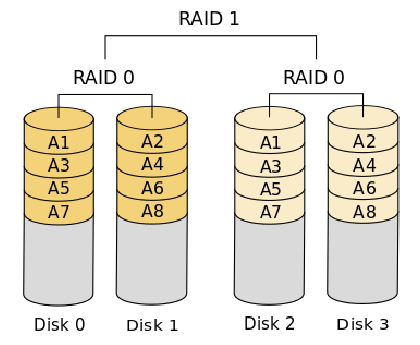 RAID 1
RAID 0
RAID 0
A1
A3
A5
A7
A2
A4
A6
A8
A1
A3
A5
A7
A2
A4
A6
A8
Disk 0
Disk 1
Disk 2
Disk 3